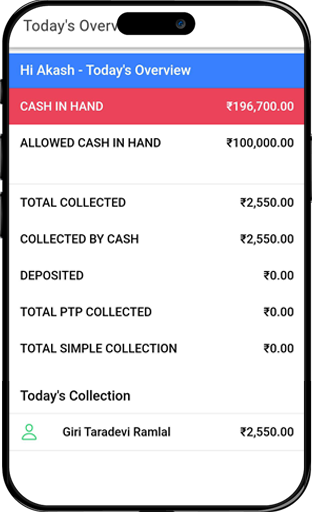 Today's Overv
Hi Akash - Today's Overview
CASH IN HAND ₹196,700.00
ALLOWED CASH IN HAND ₹100,000.00
TOTAL COLLECTED ₹2,550.00
COLLECTED BY CASH ₹2,550.00
DEPOSITED ₹0.00
TOTAL PTP COLLECTED ₹0.00
TOTAL SIMPLE COLLECTION ₹0.00
Today's Collection
Giri Taradevi Ramlal ₹2,550.00